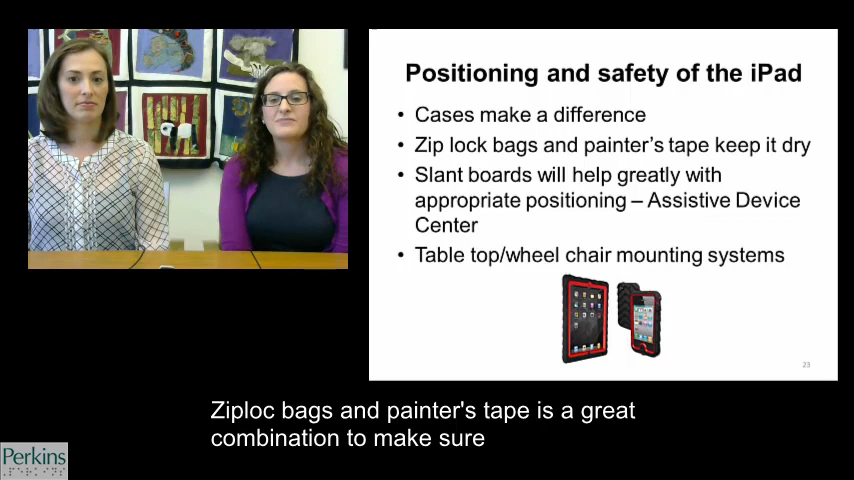 Positioning and safety of the iPad
• Cases make a difference
• Zip lock bags and painter's tape keep it dry
• Slant boards will help greatly with
appropriate positioning – Assistive Device
Center
• Table top/wheel chair mounting systems
23
Ziploc bags and painter's tape is a great
combination to make sure
Perkins